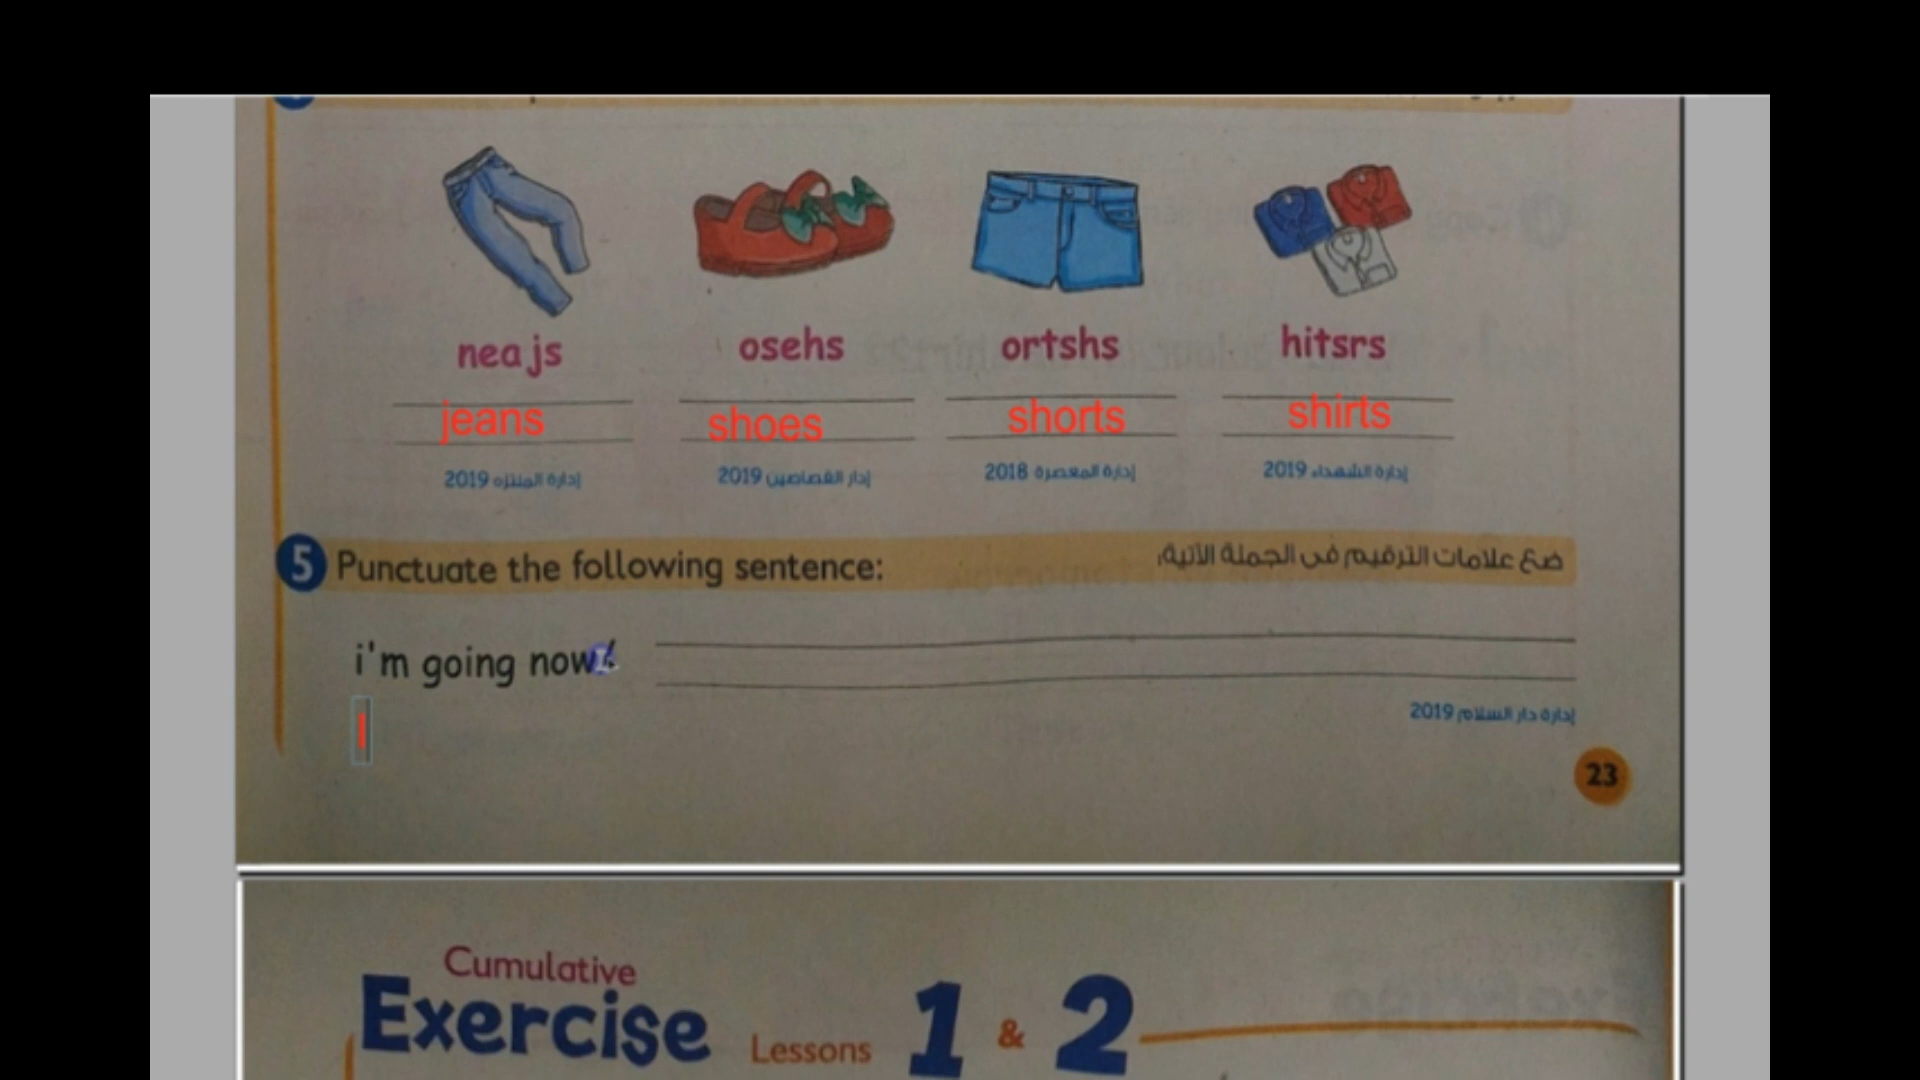 neajs osehs ortshs hitsrs
jeans shoes shorts shirts
إدارة المنتزه 2019 إدار القصاصين 2019 إدارة المعصرة 2018 إدارة الشهداء 2019
5 Punctuate the following sentence: ضع علامات الترقيم فى الجملة الآتية:
i'm going now
I
إدارة دار السلام 2019
23
Cumulative
Exercise Lessons 1 & 2